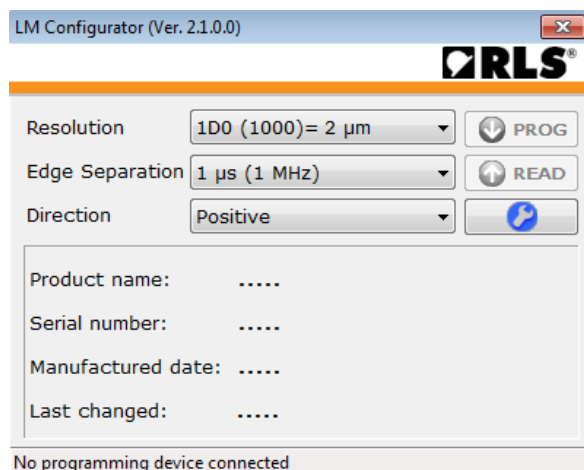 LM Configurator (Ver. 2.1.0.0)
RLS®
Resolution 1D0 (1000)= 2 µm PROG
Edge Separation 1 µs (1 MHz) READ
Direction Positive
Product name: .....
Serial number: .....
Manufactured date: .....
Last changed: .....
No programming device connected